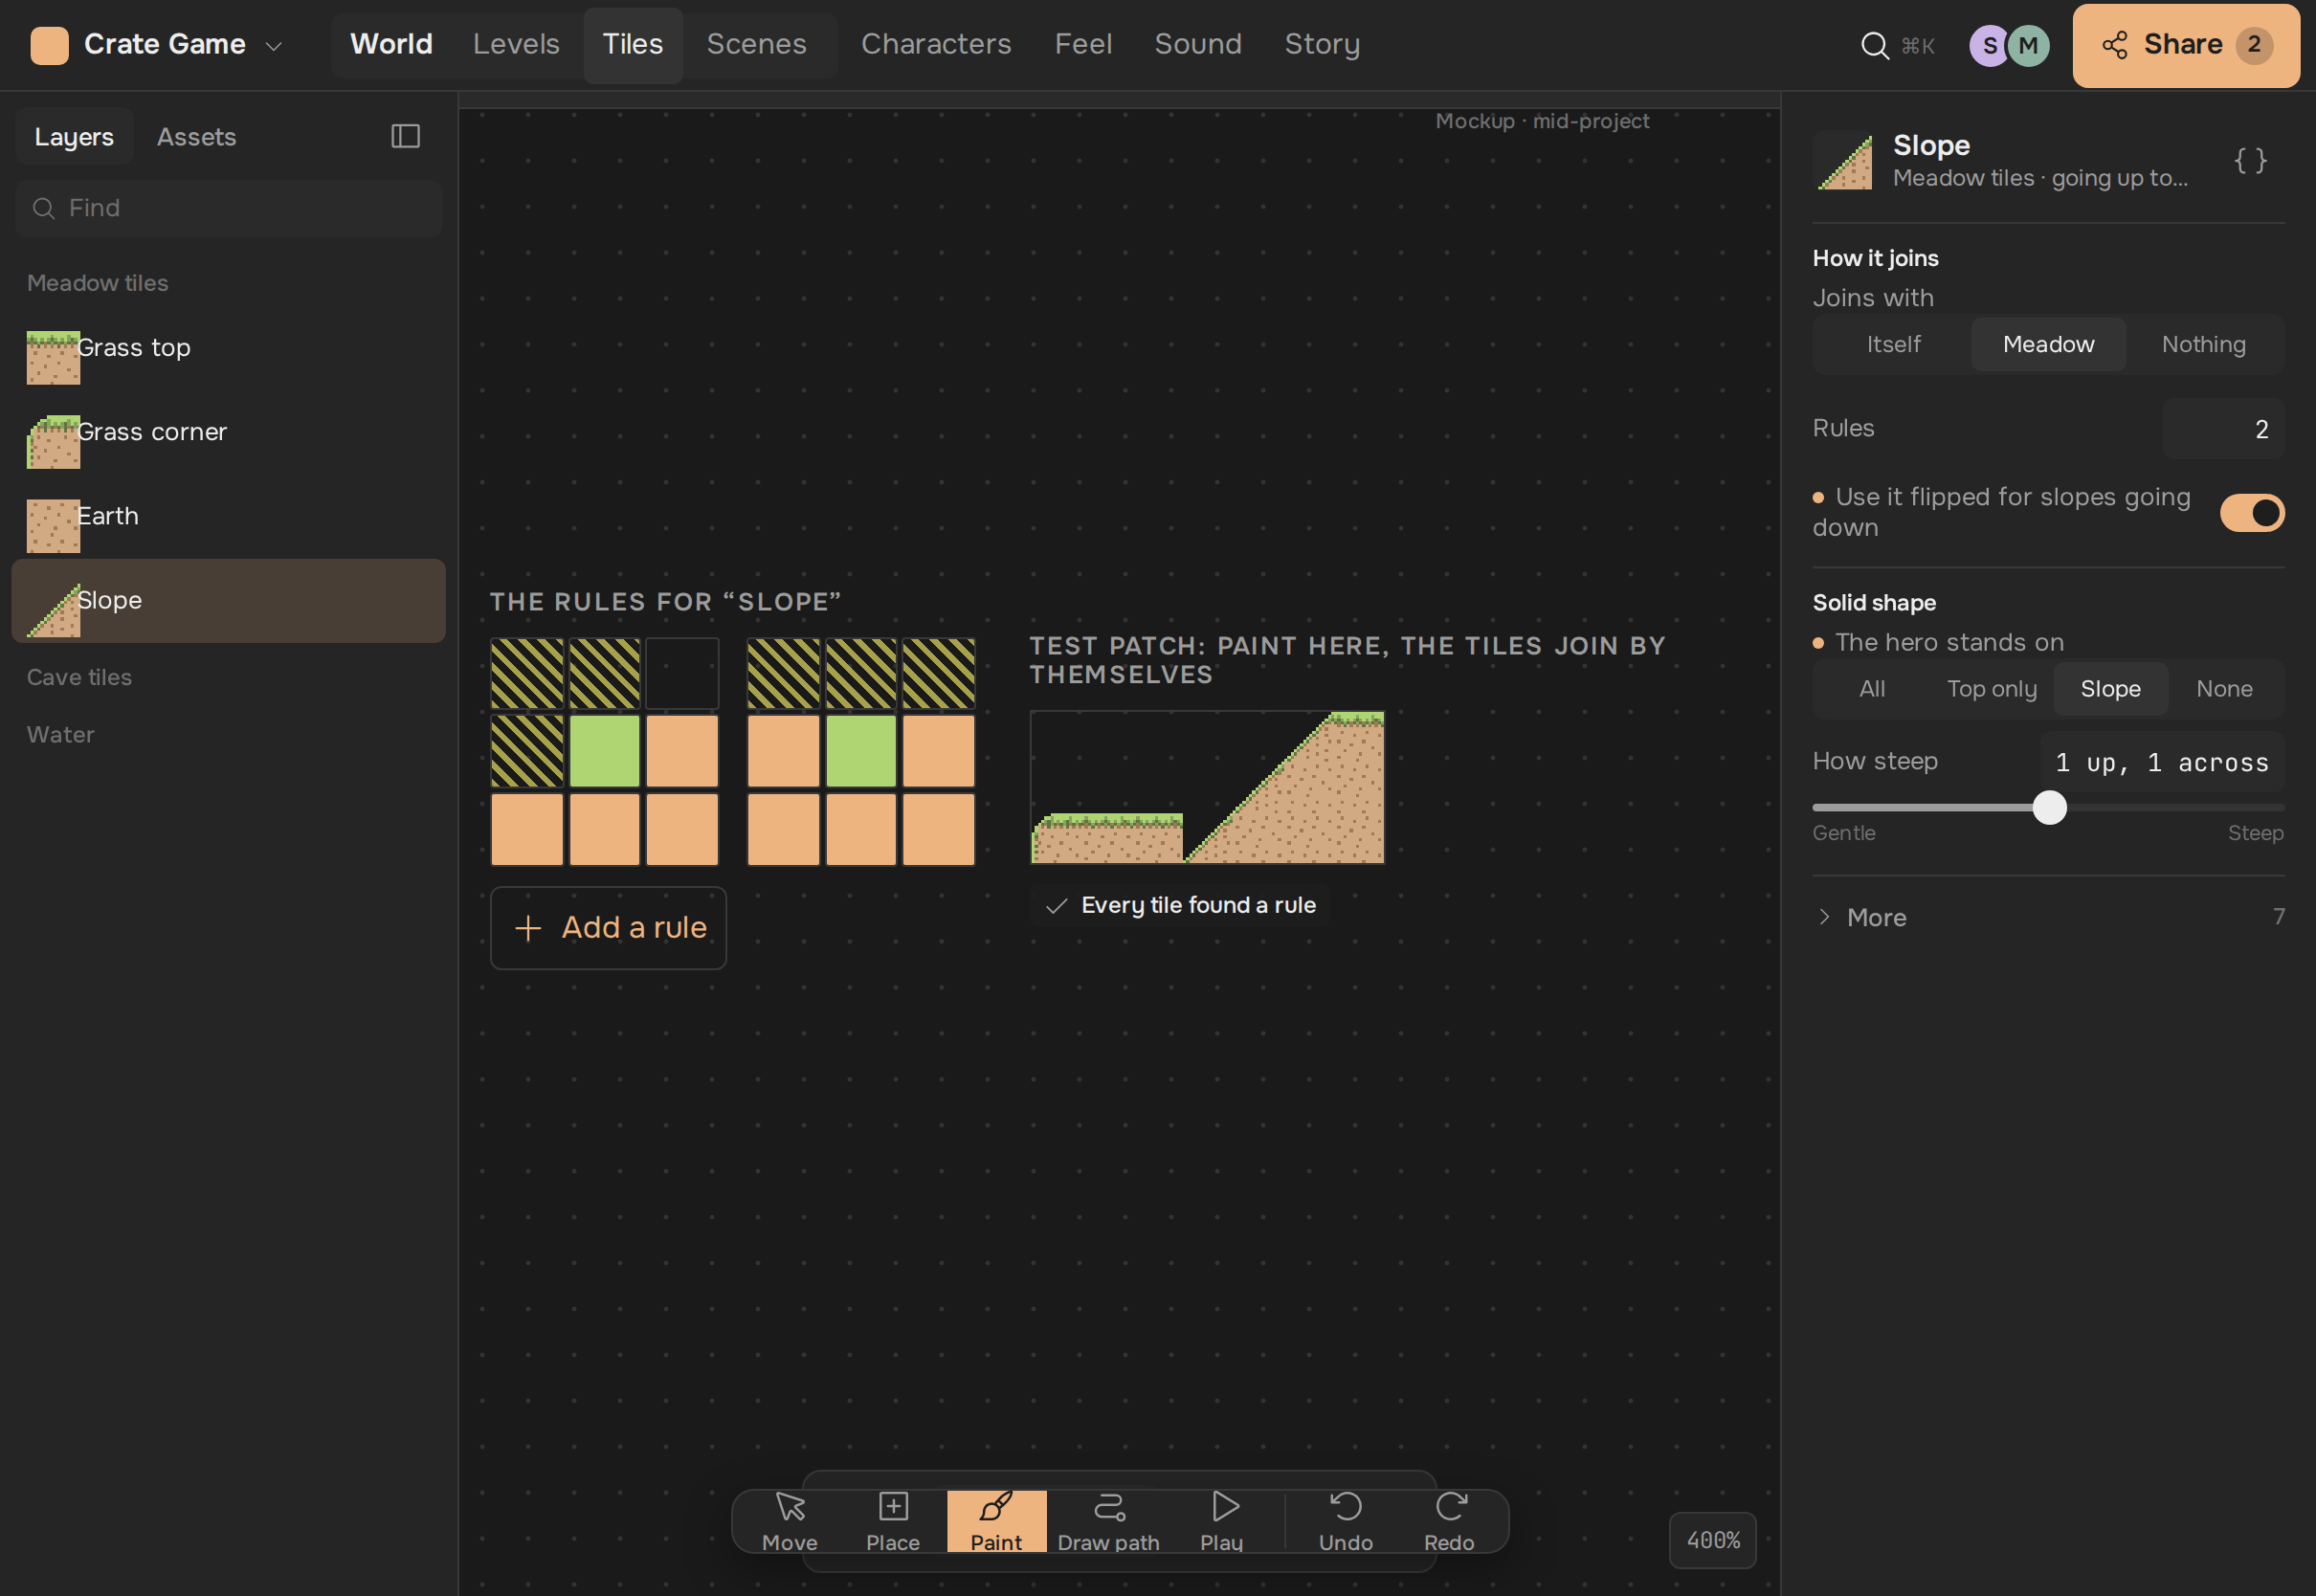 Crate Game
World
Levels
Tiles
Scenes
Characters
Feel
Sound
Story
⌘K
S
M
Share
2
Layers
Assets
Find
Meadow tiles
Grass top
Grass corner
Earth
Slope
Cave tiles
Water
Mockup · mid-project
THE RULES FOR “SLOPE”
Add a rule
TEST PATCH: PAINT HERE, THE TILES JOIN BY
THEMSELVES
Every tile found a rule
Move
Place
Paint
Draw path
Play
Undo
Redo
400%
Slope
Meadow tiles · going up to...
{ }
How it joins
Joins with
Itself
Meadow
Nothing
Rules
2
Use it flipped for slopes going
down
Solid shape
The hero stands on
All
Top only
Slope
None
How steep
1 up, 1 across
Gentle
Steep
More
7